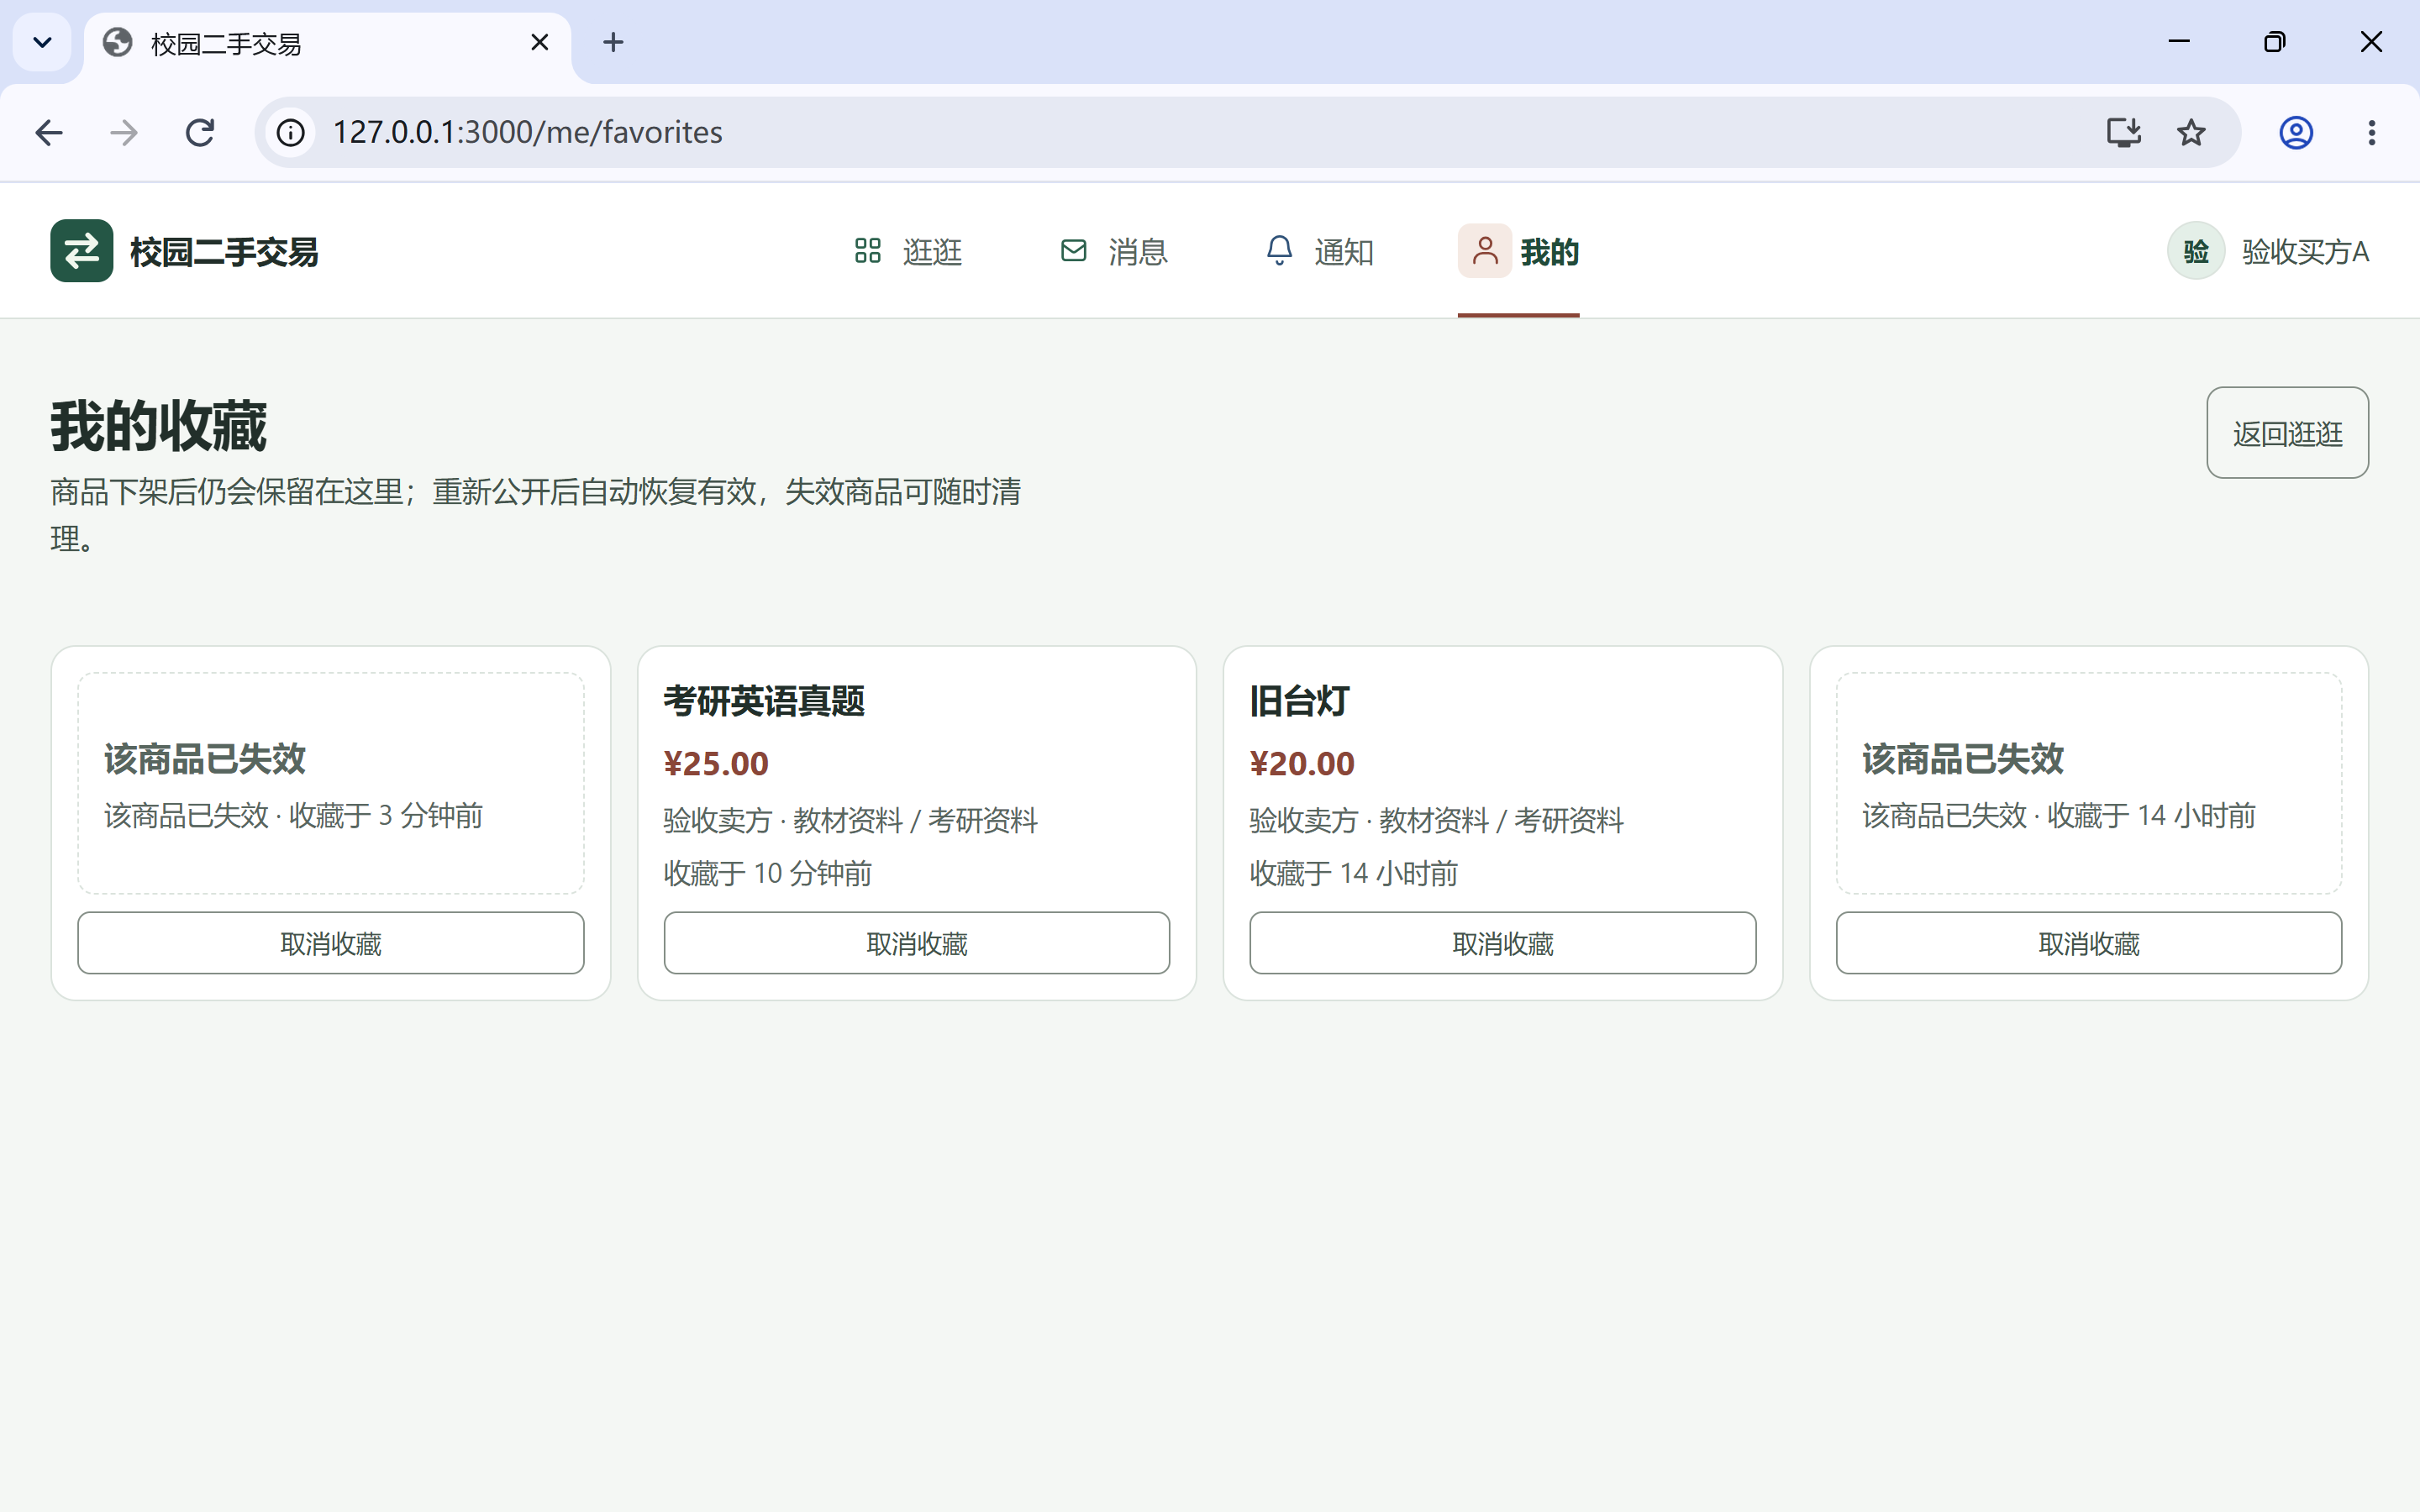 校园二手交易
127.0.0.1:3000/me/favorites
校园二手交易
逛逛
消息
通知
我的
验
验收买方A
我的收藏
返回逛逛
商品下架后仍会保留在这里；重新公开后自动恢复有效，失效商品可随时清
理。
该商品已失效
该商品已失效 · 收藏于 3 分钟前
取消收藏
考研英语真题
¥25.00
验收卖方 · 教材资料 / 考研资料
收藏于 10 分钟前
取消收藏
旧台灯
¥20.00
验收卖方 · 教材资料 / 考研资料
收藏于 14 小时前
取消收藏
该商品已失效
该商品已失效 · 收藏于 14 小时前
取消收藏